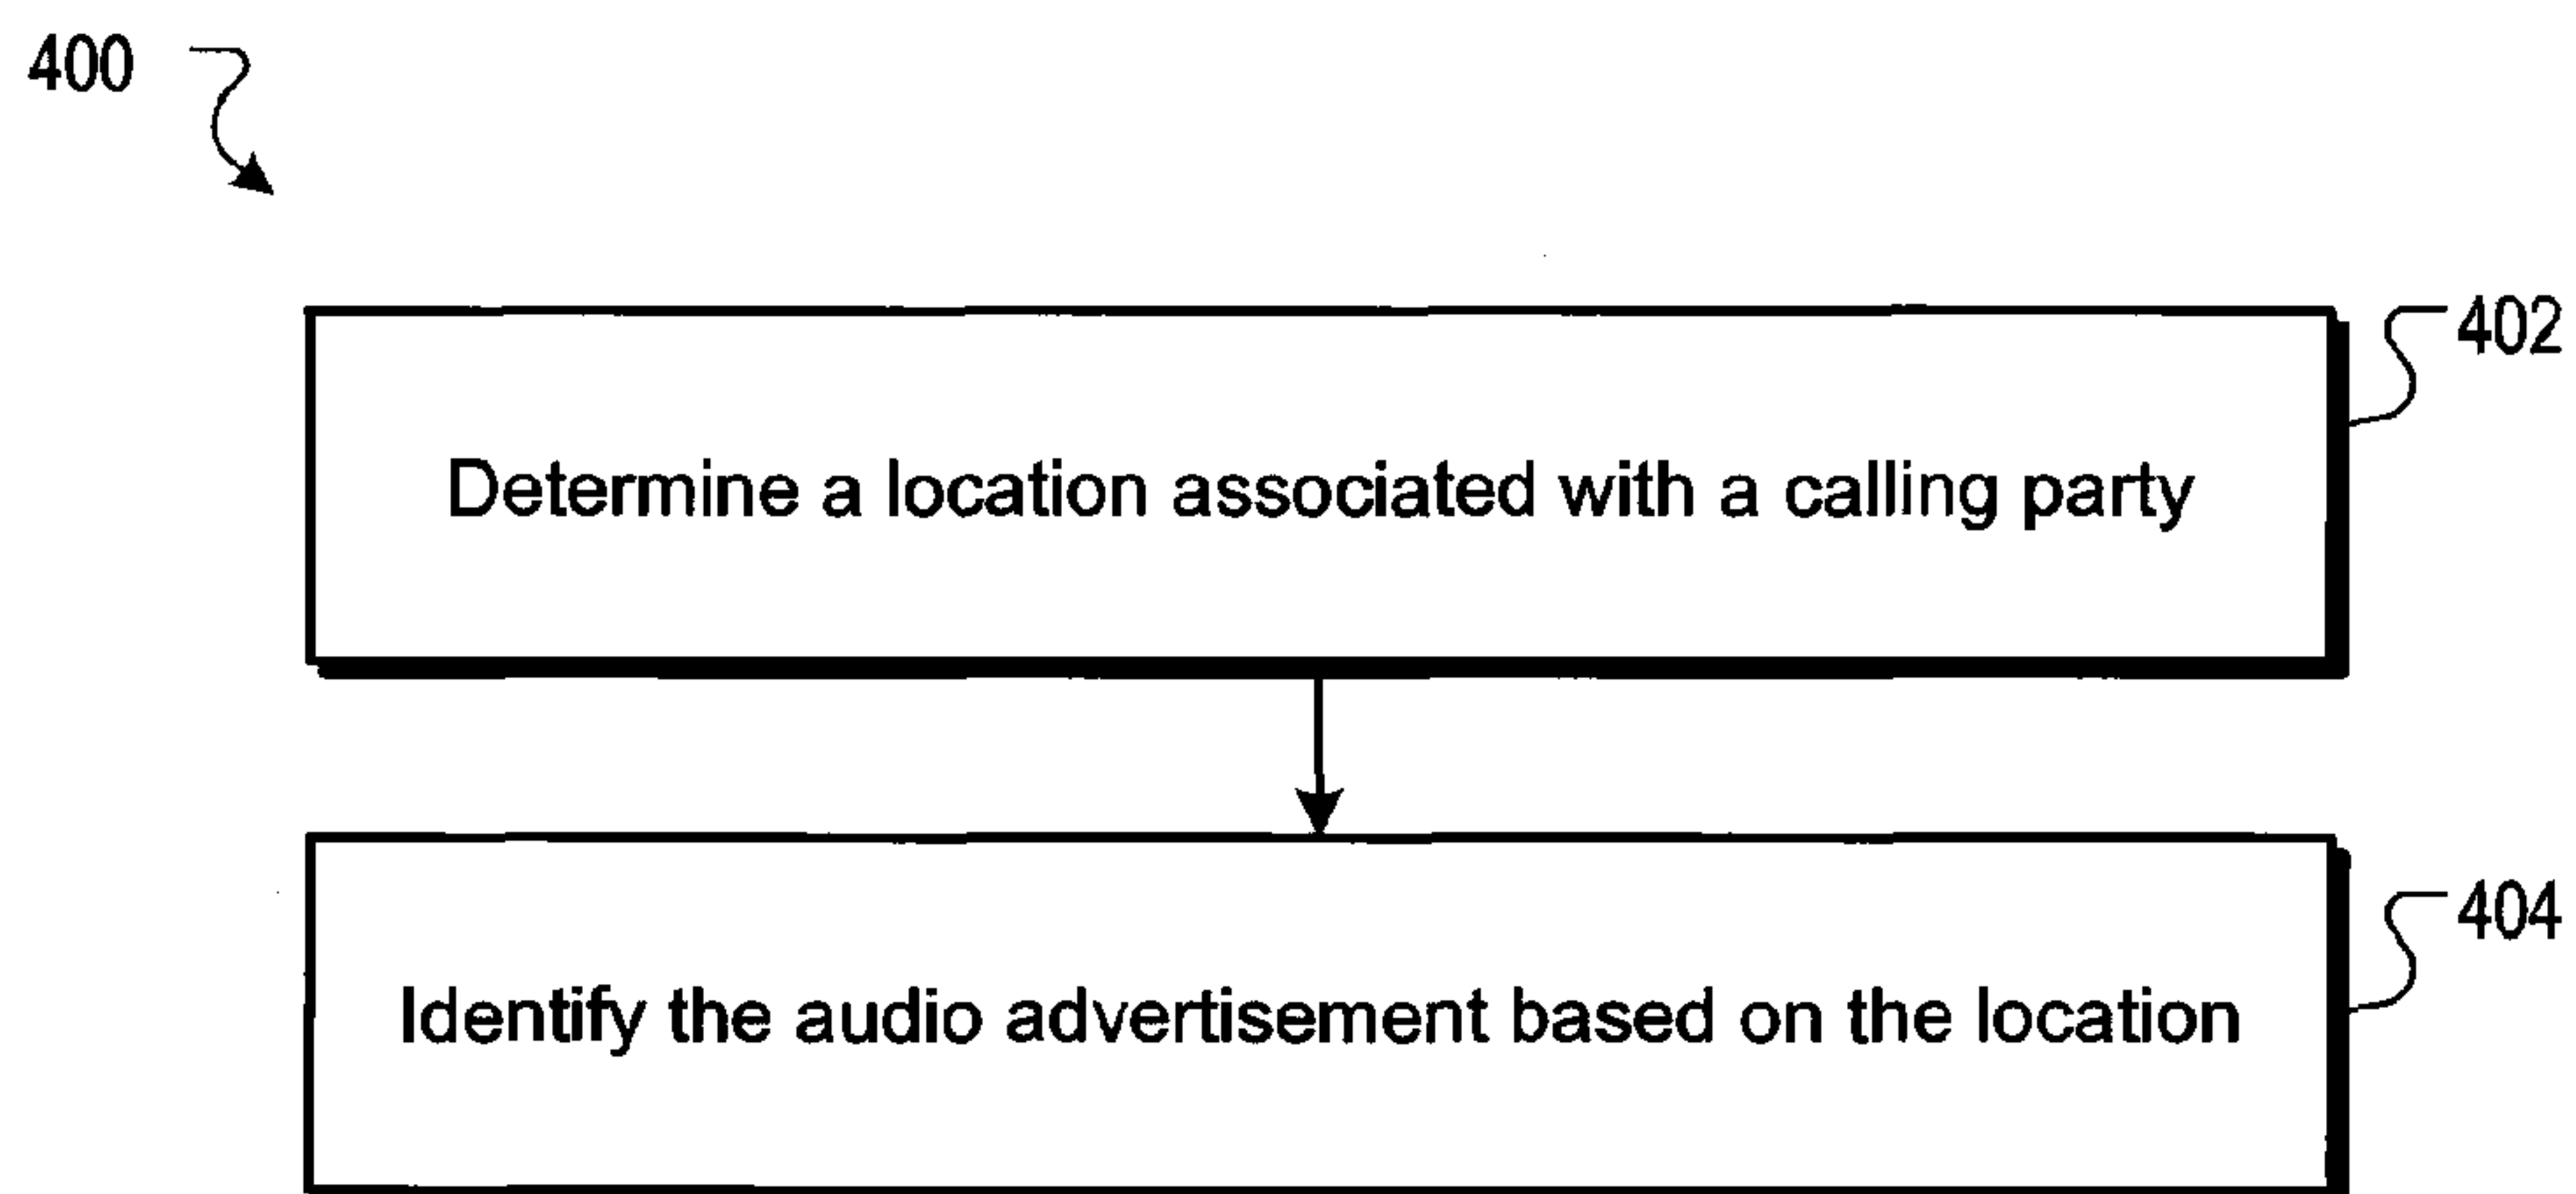 400
402
Determine a location associated with a calling party
404
Identify the audio advertisement based on the location